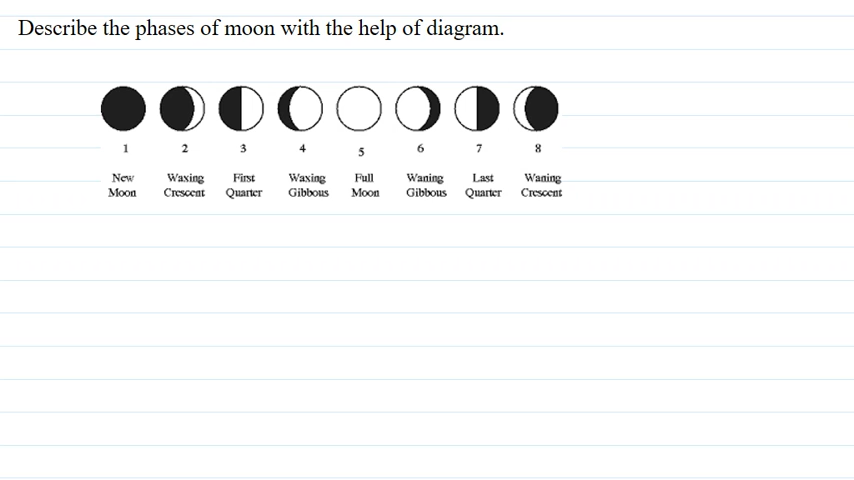 Describe the phases of moon with the help of diagram.
1 2 3 4 5 6 7 8
New Waxing First Waxing Full Waning Last Waning
Moon Crescent Quarter Gibbous Moon Gibbous Quarter Crescent